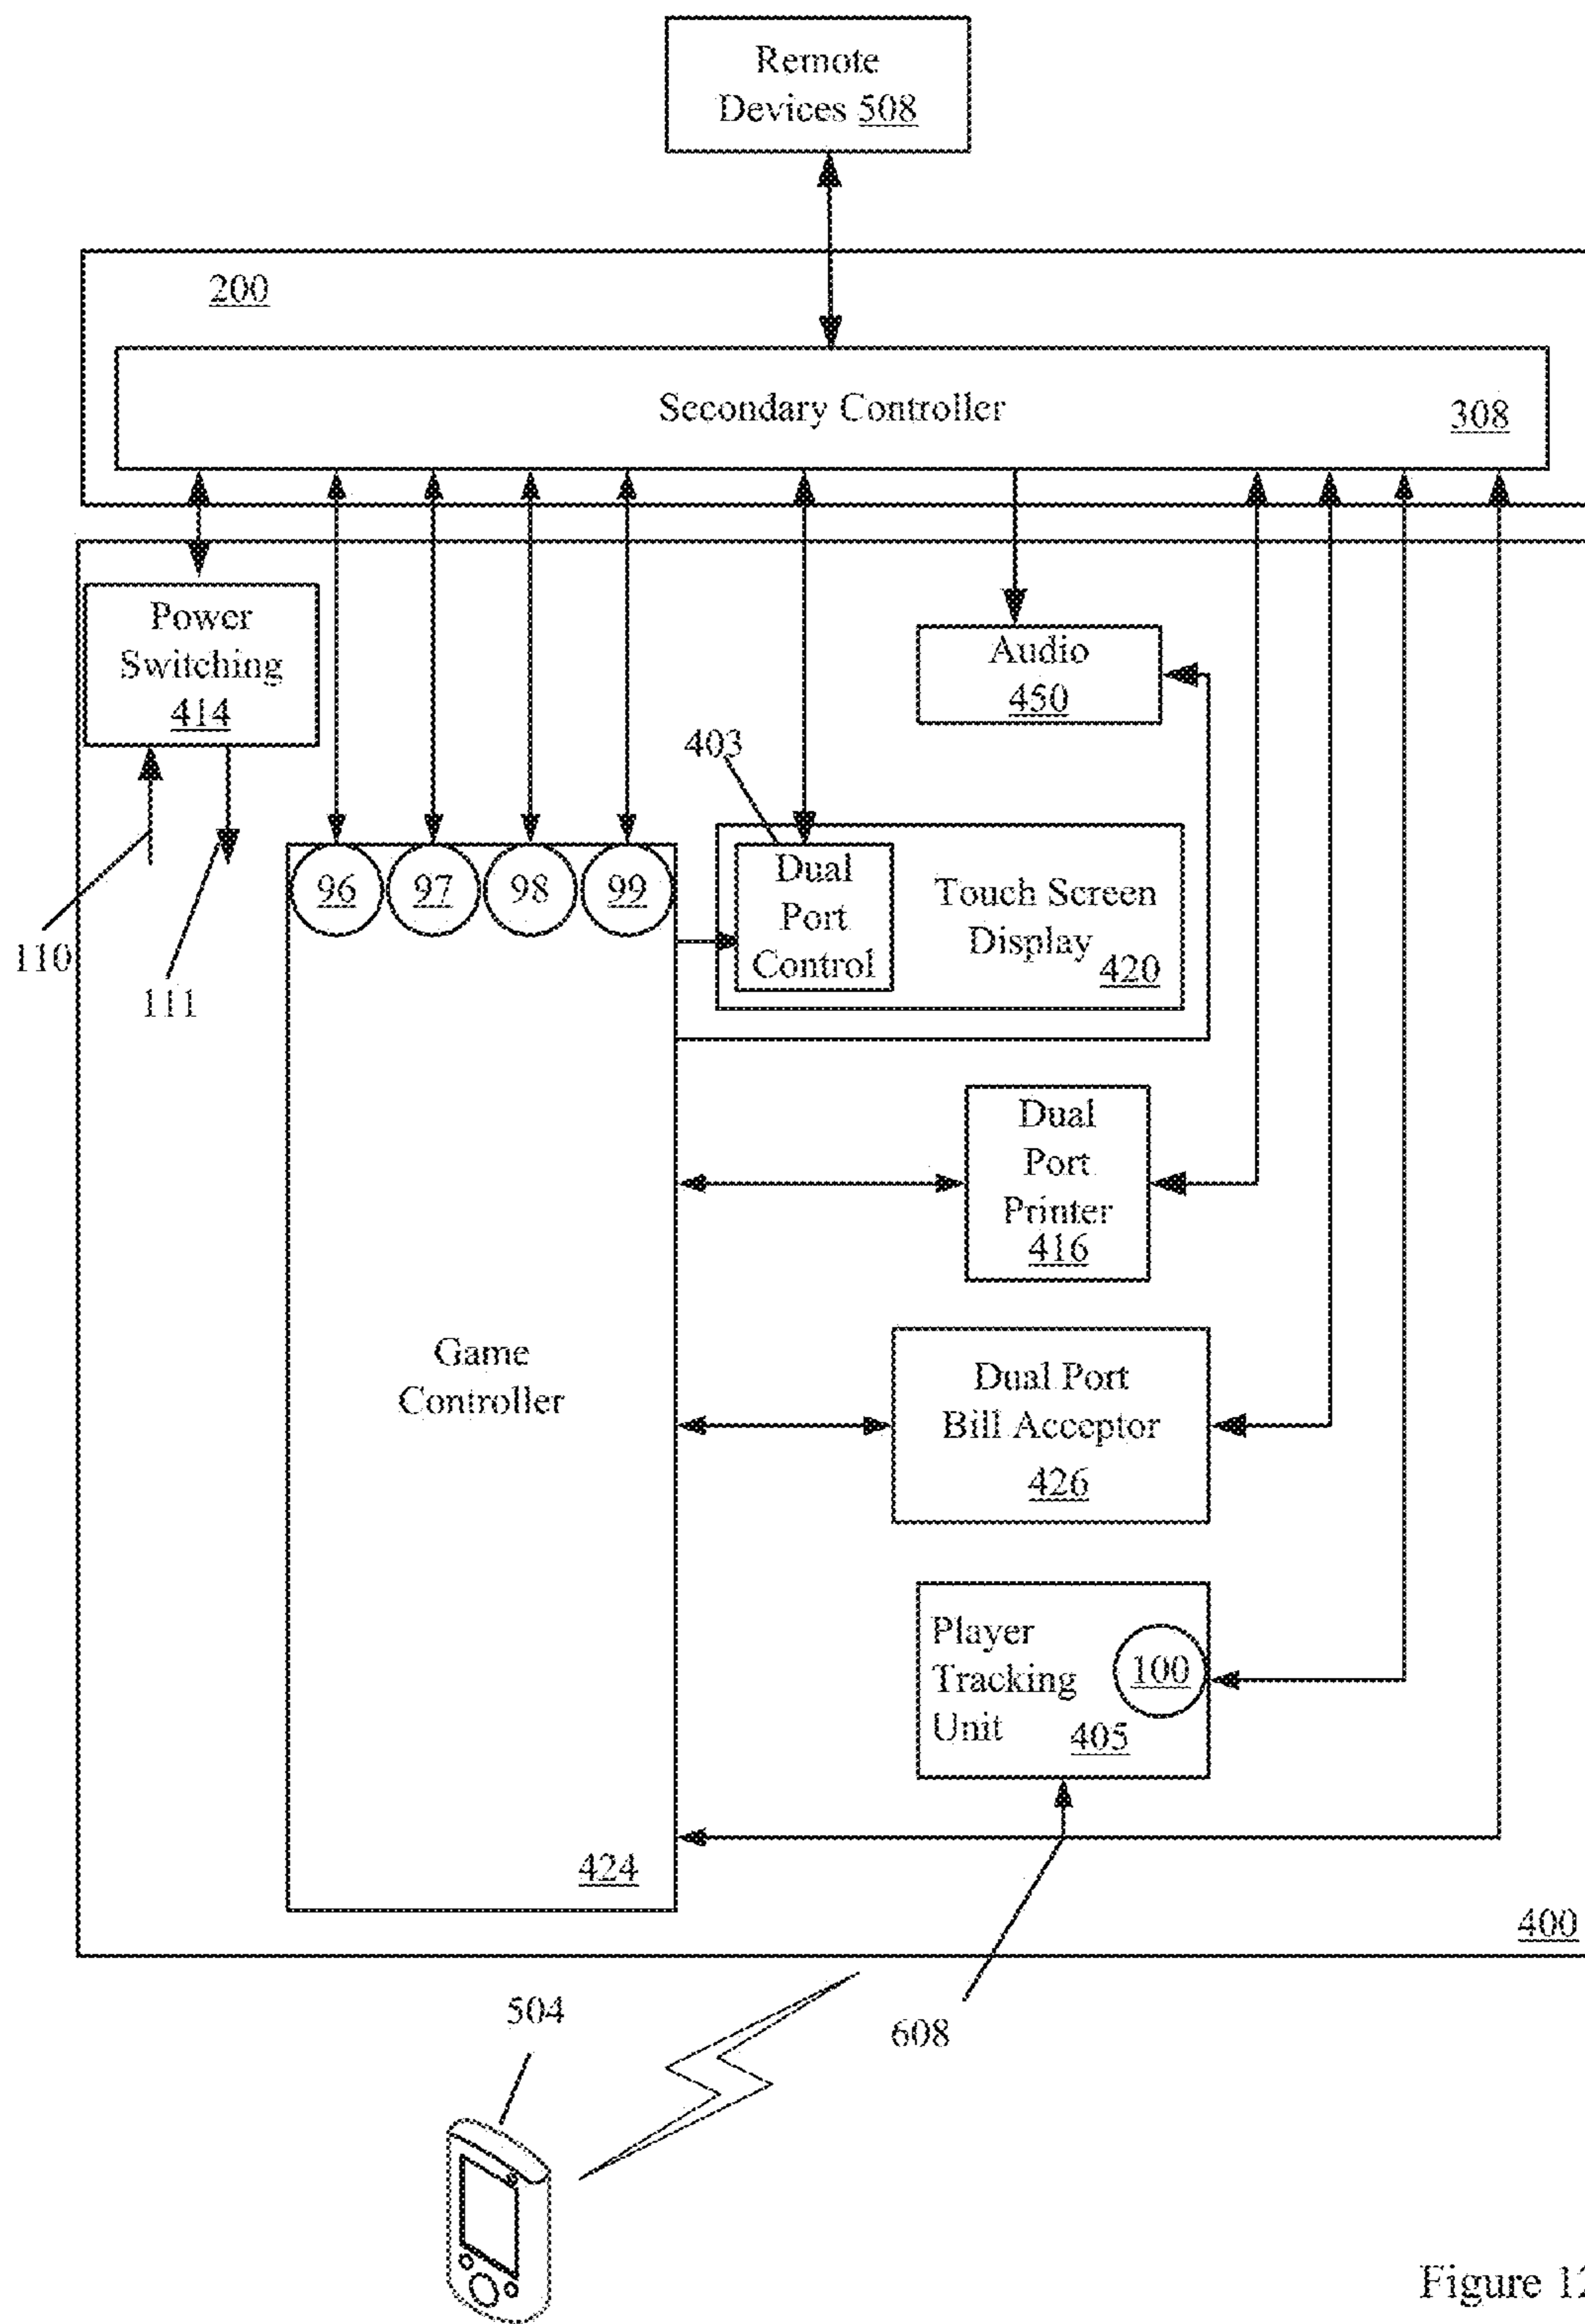 Remote
Devices 508
200
Secondary Controller
308
Power
Switching
414
Audio
450
403
110
111
96
97
98
99
Dual
Port
Control
Touch Screen
Display
420
Dual
Port
Printer
416
Game
Controller
Dual Port
Bill Acceptor
426
Player
Tracking
Unit
100
405
424
400
504
608
Figure 12